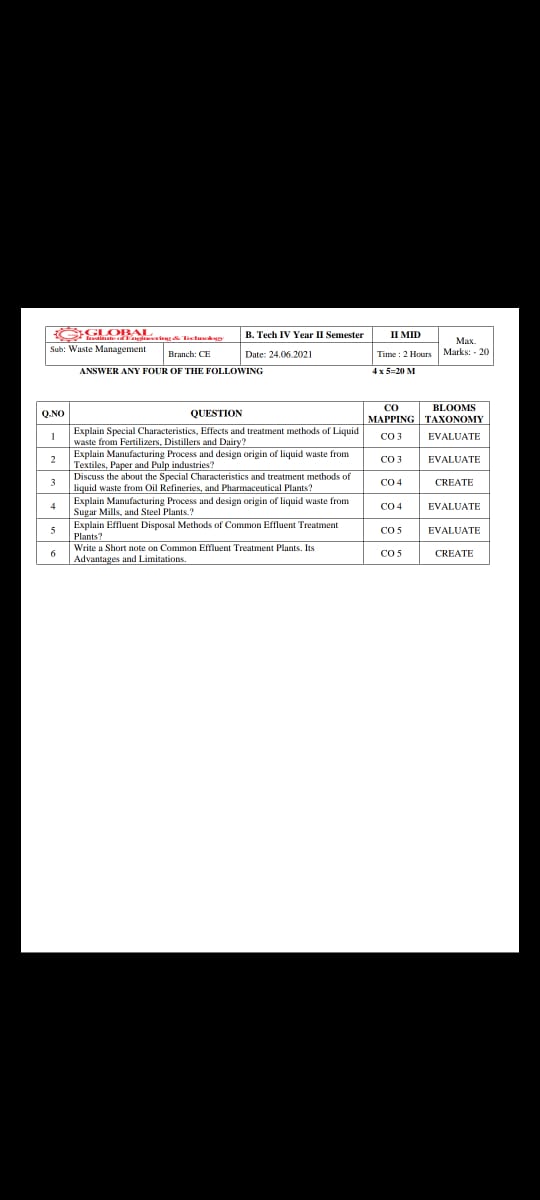 GLOBAL
Institute of Engineering & Technology
B. Tech IV Year II Semester
II MID
Max.
Marks: - 20
Sub: Waste Management
Branch: CE
Date: 24.06.2021
Time : 2 Hours
ANSWER ANY FOUR OF THE FOLLOWING 4 x 5=20 M
Q.NO QUESTION CO MAPPING BLOOMS TAXONOMY
1 Explain Special Characteristics, Effects and treatment methods of Liquid
waste from Fertilizers, Distillers and Dairy? CO 3 EVALUATE
2 Explain Manufacturing Process and design origin of liquid waste from
Textiles, Paper and Pulp industries? CO 3 EVALUATE
3 Discuss the about the Special Characteristics and treatment methods of
liquid waste from Oil Refineries, and Pharmaceutical Plants? CO 4 CREATE
4 Explain Manufacturing Process and design origin of liquid waste from
Sugar Mills, and Steel Plants.? CO 4 EVALUATE
5 Explain Effluent Disposal Methods of Common Effluent Treatment
Plants? CO 5 EVALUATE
6 Write a Short note on Common Effluent Treatment Plants. Its
Advantages and Limitations. CO 5 CREATE